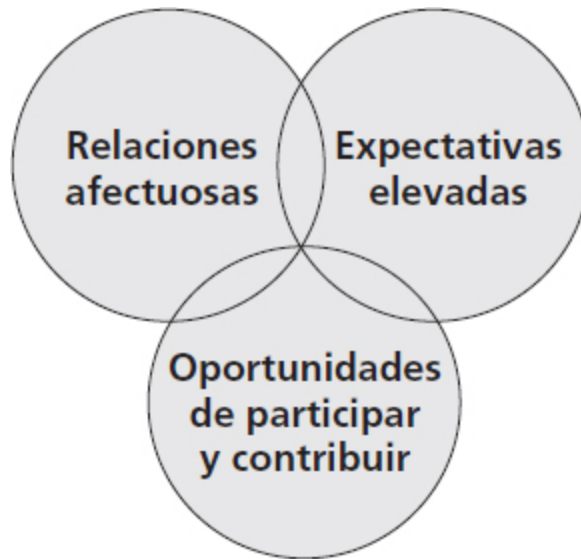 Relaciones
afectuosas
Expectativas
elevadas
Oportunidades
de participar
y contribuir